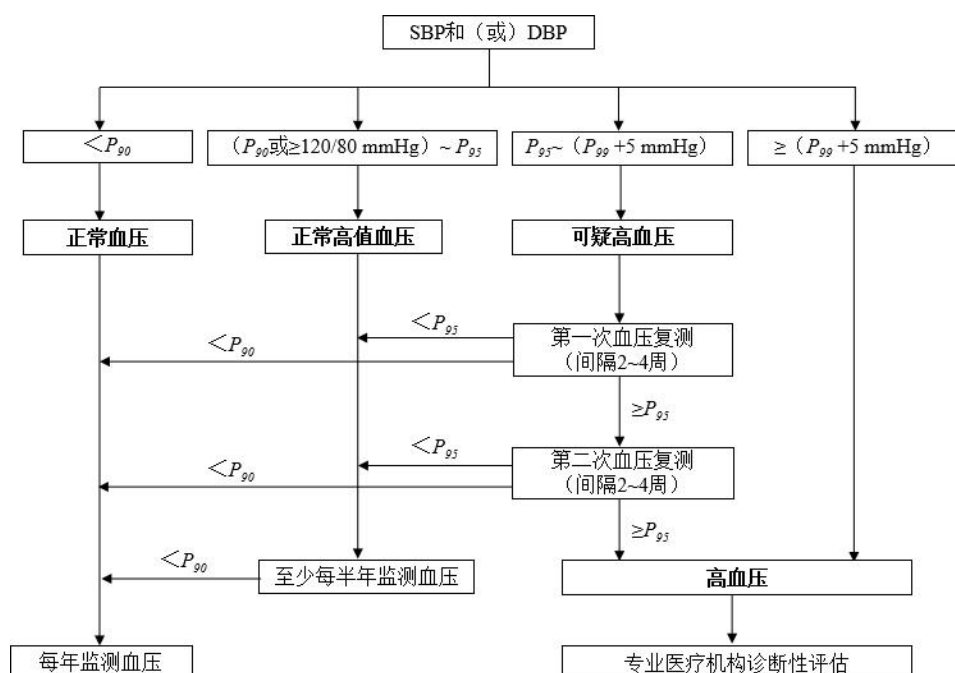 SBP和（或）DBP
＜P90
（P90或≥120/80 mmHg）~ P95
P95~（P99 +5 mmHg）
≥（P99 +5 mmHg）
正常血压
正常高值血压
可疑高血压
＜P95
第一次血压复测
（间隔2~4周）
＜P90
≥P95
＜P95
第二次血压复测
（间隔2~4周）
＜P90
≥P95
＜P90
至少每半年监测血压
高血压
每年监测血压
专业医疗机构诊断性评估